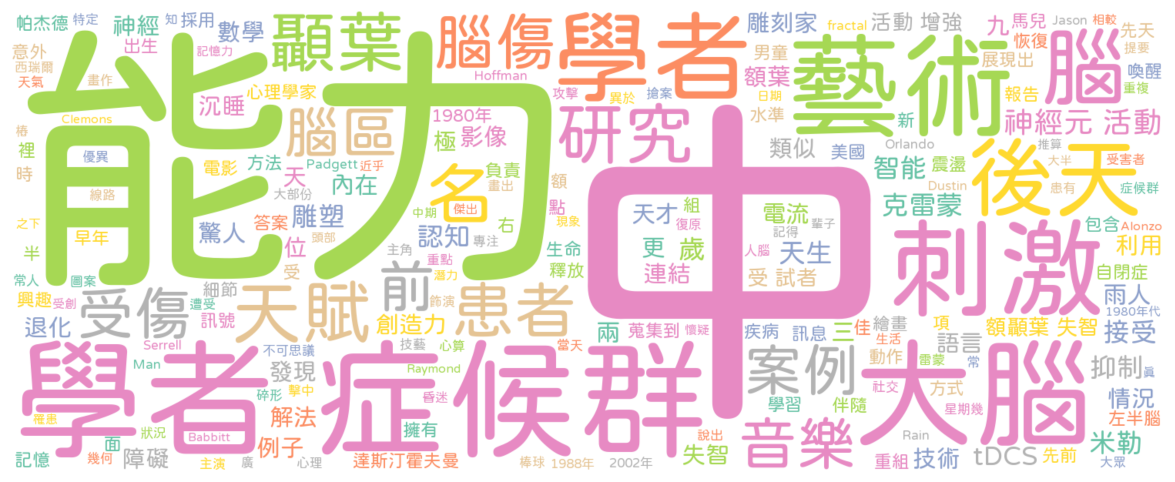 帕杰德 特定
神經 知 採用
出生 數學
顳葉
腦傷
學者
雕刻家
fractal
活動 增強
九 馬兒
Jason 相較
恢復
先天
提要
意外
西瑞爾 畫作
天氣
記憶力
Hoffman
男童
額葉
展現出
腦
喚醒
重複
藝術
沉睡
心理學家
攻擊
異於
搶案
日期
水準
報告
Clemons
腦區
1980年
極 影像
研究
新
神經元 活動
能力
樁
裡
優異
電影
方法 Padgett 近乎
負責
類似
美國
Orlando
推算
時
線路
天
內在
畫出
大部份
名
額
中
智能
震盪
大半
受害者
後天
Dustin
患有
症候群
之下
早年
驚人
雕塑
答案
中期
傑出
右
點
現象
天才
組
復原
電流
記得
輩子
克雷蒙
包含
Alonzo
半
位
頭部
認知
專注
生命
更 歲
人腦
天生
利用
常人
圖案
受
主角
重點
潛力
釋放
連結
受 試者
刺激
自閉症
興趣 受創
遭受
細節
飾演
前
雨人
退化
受傷
訊號
天賦
創造力
患者
兩
蒐集到
懷疑
疾病
訊息
三
佳
繪畫
生活
項
語言
額顳葉 失智
1980年代
接受
Serrell
Man
不可思議
技藝
心算
當天
Raymond
案例
動作
雷蒙
常
真
抑制
學者症候群
發現
碎形
擊中
昏迷
學習
伴隨
社交
方式
星期幾
大腦
情況
左半腦
罹患
狀況
Babbitt
解法
擁有
說出
音樂
Rain
米勒
記憶
面
障礙
幾何
主演
例子
廣
心理
達斯汀霍夫曼
棒球
1988年
2002年
失智
重組
技術
tDCS
先前
大眾